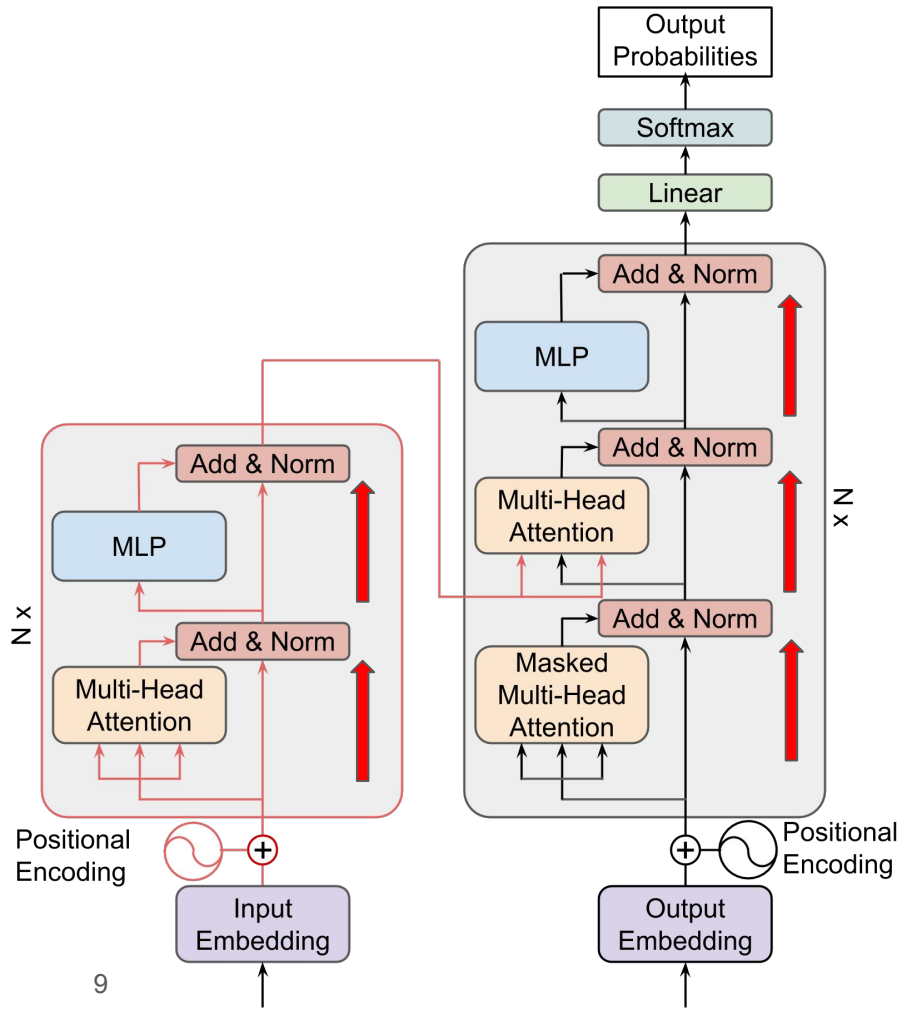 Output
Probabilities
Softmax
Linear
Add & Norm
MLP
Add & Norm
Multi-Head
Attention
N x
Add & Norm
Masked
Multi-Head
Attention
Positional
Encoding
Output
Embedding
Add & Norm
MLP
N x
Add & Norm
Multi-Head
Attention
Positional
Encoding
Input
Embedding
9